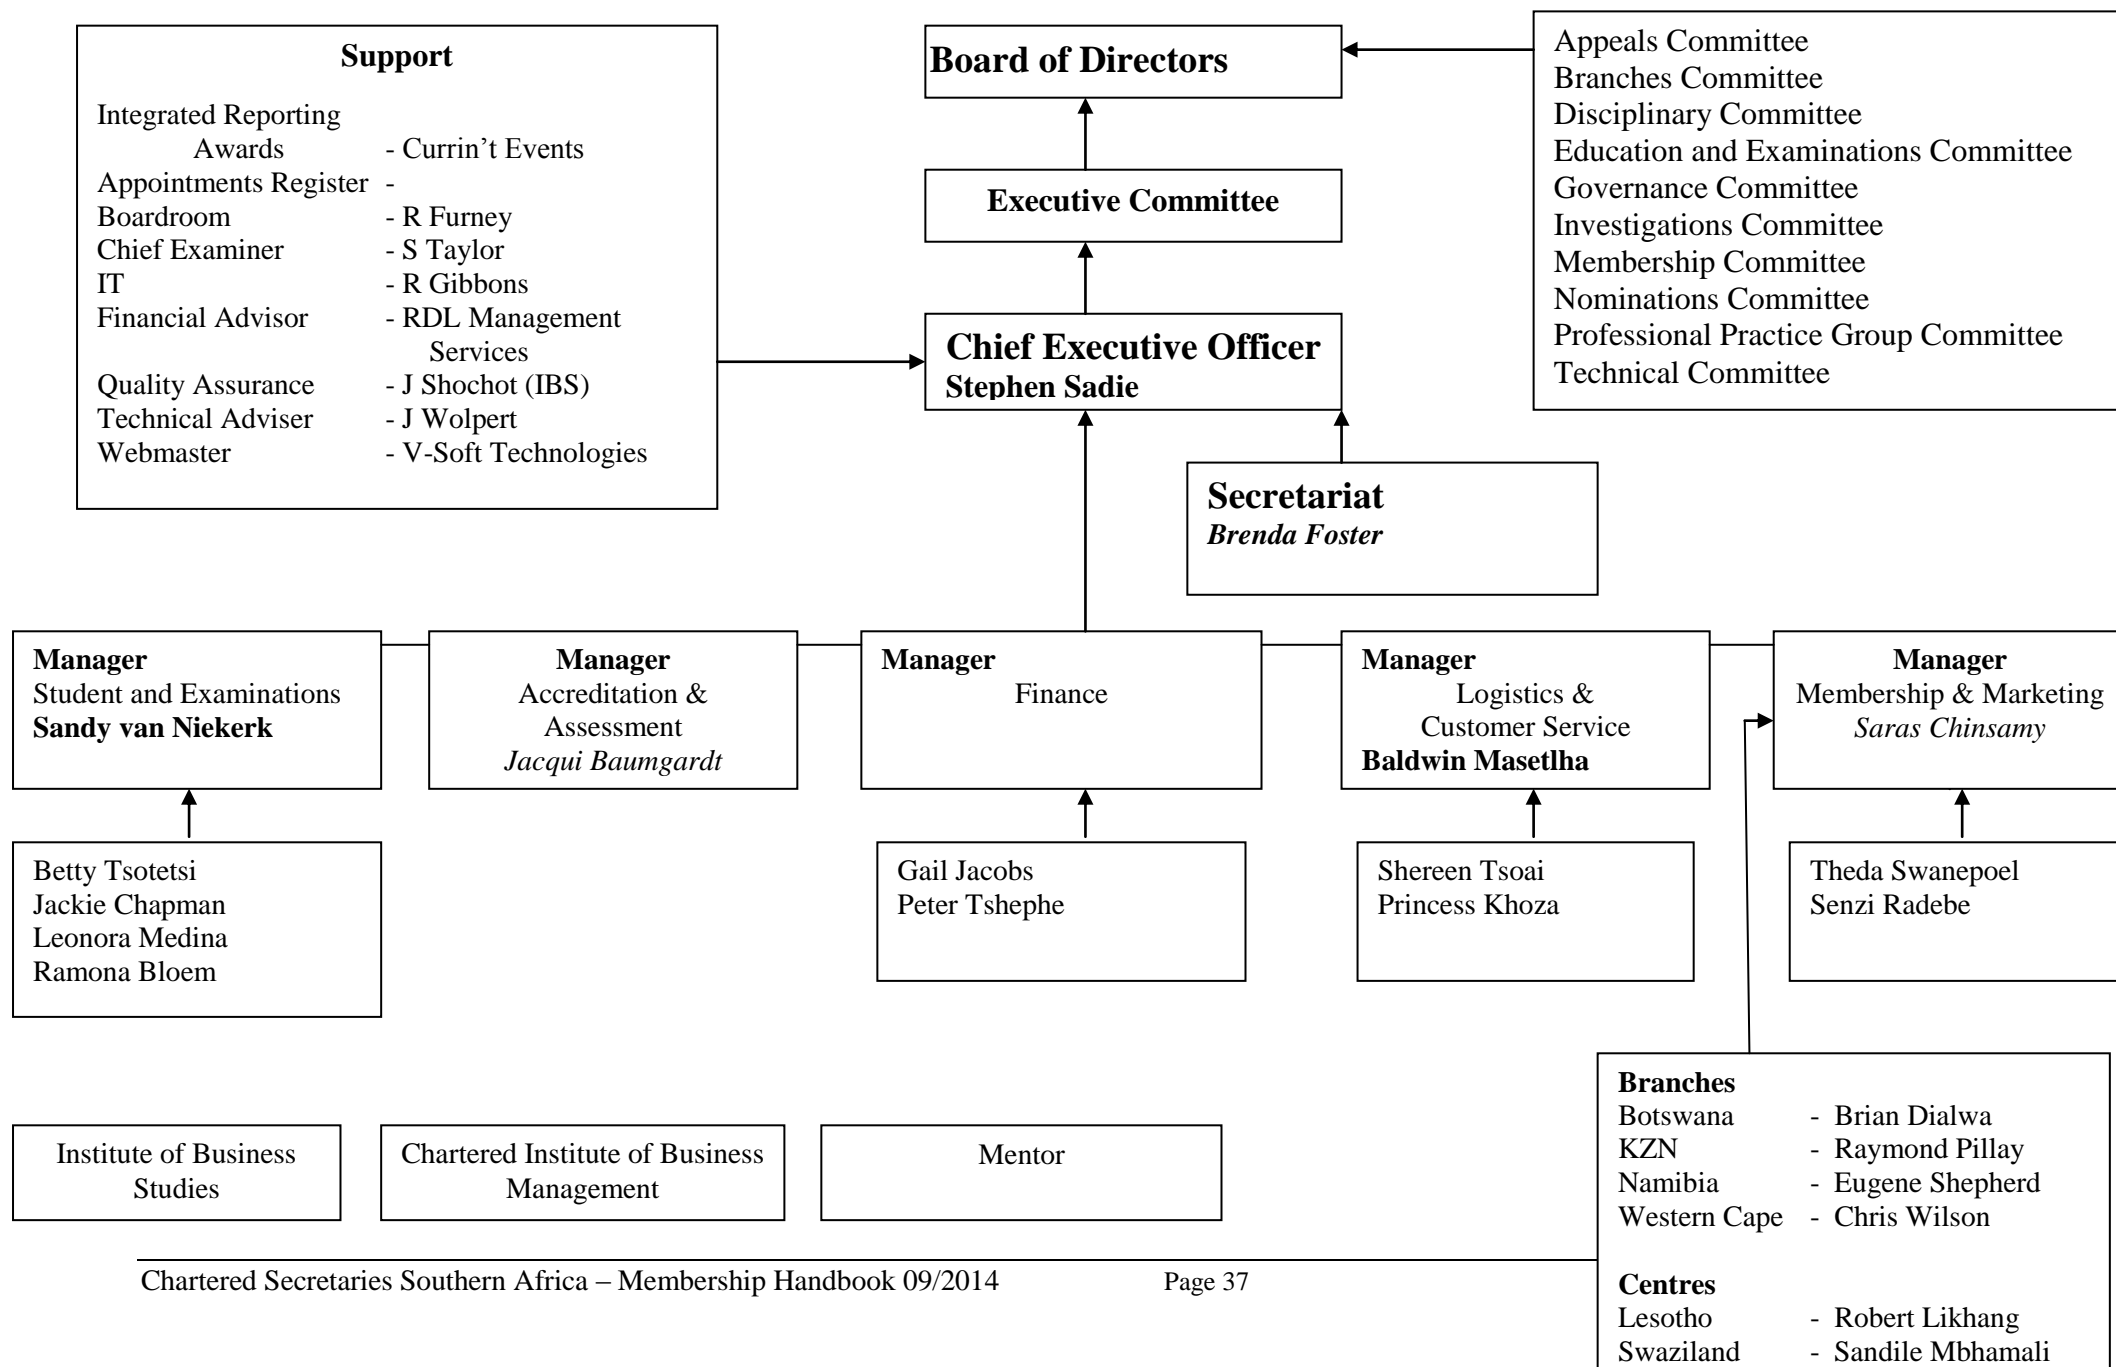 Support
Integrated Reporting
Awards - Currin’t Events
Appointments Register -
Boardroom - R Furney
Chief Examiner - S Taylor
IT - R Gibbons
Financial Advisor - RDL Management
Services
Quality Assurance - J Shochot (IBS)
Technical Adviser - J Wolpert
Webmaster - V-Soft Technologies
Board of Directors
Executive Committee
Chief Executive Officer
Stephen Sadie
Appeals Committee
Branches Committee
Disciplinary Committee
Education and Examinations Committee
Governance Committee
Investigations Committee
Membership Committee
Nominations Committee
Professional Practice Group Committee
Technical Committee
Secretariat
Brenda Foster
Manager
Student and Examinations
Sandy van Niekerk
Manager
Accreditation &
Assessment
Jacqui Baumgardt
Manager
Finance
Manager
Logistics &
Customer Service
Baldwin Masetlha
Manager
Membership & Marketing
Saras Chinsamy
Betty Tsotetsi
Jackie Chapman
Leonora Medina
Ramona Bloem
Gail Jacobs
Peter Tshephe
Shereen Tsoai
Princess Khoza
Theda Swanepoel
Senzi Radebe
Institute of Business
Studies
Chartered Institute of Business
Management
Mentor
Branches
Botswana - Brian Dialwa
KZN - Raymond Pillay
Namibia - Eugene Shepherd
Western Cape - Chris Wilson
Centres
Lesotho - Robert Likhang
Swaziland - Sandile Mbhamali
Chartered Secretaries Southern Africa – Membership Handbook 09/2014 Page 37